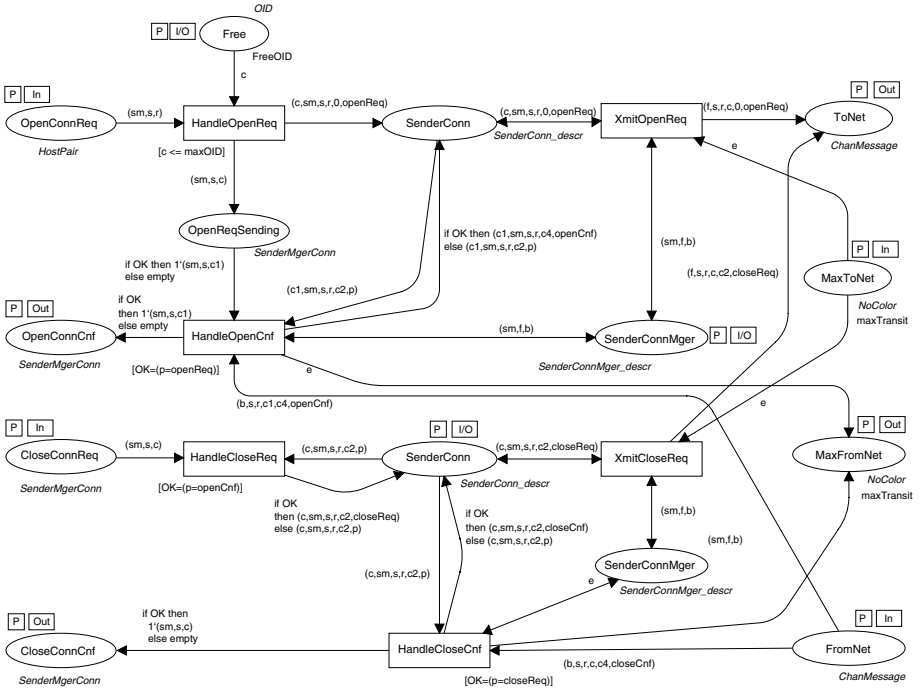 OID
P I/O
Free
FreeOID
c
P In
(sm,s,r)
(c,sm,s,r,0,openReq)
(c,sm,s,r,0,openReq)
(f,s,r,c,0,openReq)
P Out
OpenConnReq
HandleOpenReq
SenderConn
XmitOpenReq
ToNet
HostPair
[c <= maxOID]
SenderConn_descr
e
ChanMessage
(sm,s,c)
OpenReqSending
SenderMgerConn
if OK then (c1,sm,s,r,c4,openCnf)
else (c1,sm,s,r,c2,p)
(sm,f,b)
P In
if OK then 1'(sm,s,c1)
else empty
(f,s,r,c,c2,closeReq)
MaxToNet
(c1,sm,s,r,c2,p)
NoColor
maxTransit
P Out
if OK
then 1'(sm,s,c1)
else empty
OpenConnCnf
HandleOpenCnf
(sm,f,b)
SenderConnMger
P I/O
SenderMgerConn
[OK=(p=openReq)]
e
SenderConnMger_descr
(b,s,r,c1,c4,openCnf)
e
P In
P I/O
P Out
(sm,s,c)
(c,sm,s,r,c2,p)
(c,sm,s,r,c2,closeReq)
CloseConnReq
HandleCloseReq
SenderConn
XmitCloseReq
MaxFromNet
SenderMgerConn
[OK=(p=openCnf)]
SenderConn_descr
NoColor
maxTransit
if OK
then (c,sm,s,r,c2,closeReq)
else (c,sm,s,r,c2,p)
if OK
then (c,sm,s,r,c2,closeCnf)
else (c,sm,s,r,c2,p)
(sm,f,b)
(sm,f,b)
(c,sm,s,r,c2,p)
SenderConnMger
e
SenderConnMger_descr
P Out
if OK then
1'(sm,s,c)
else empty
P In
CloseConnCnf
HandleCloseCnf
(b,s,r,c,c4,closeCnf)
FromNet
SenderMgerConn
[OK=(p=closeReq)]
ChanMessage